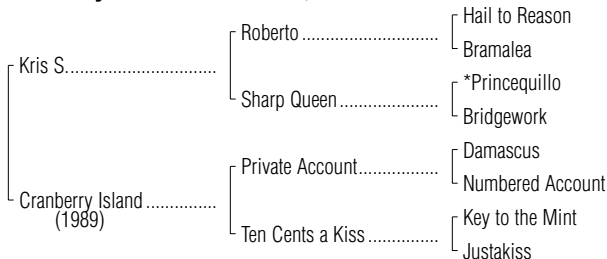 Hail to Reason
Roberto
Bramalea
Kris S.
*Princequillo
Sharp Queen
Bridgework
Damascus
Private Account
Numbered Account
Cranberry Island
(1989)
Key to the Mint
Ten Cents a Kiss
Justakiss